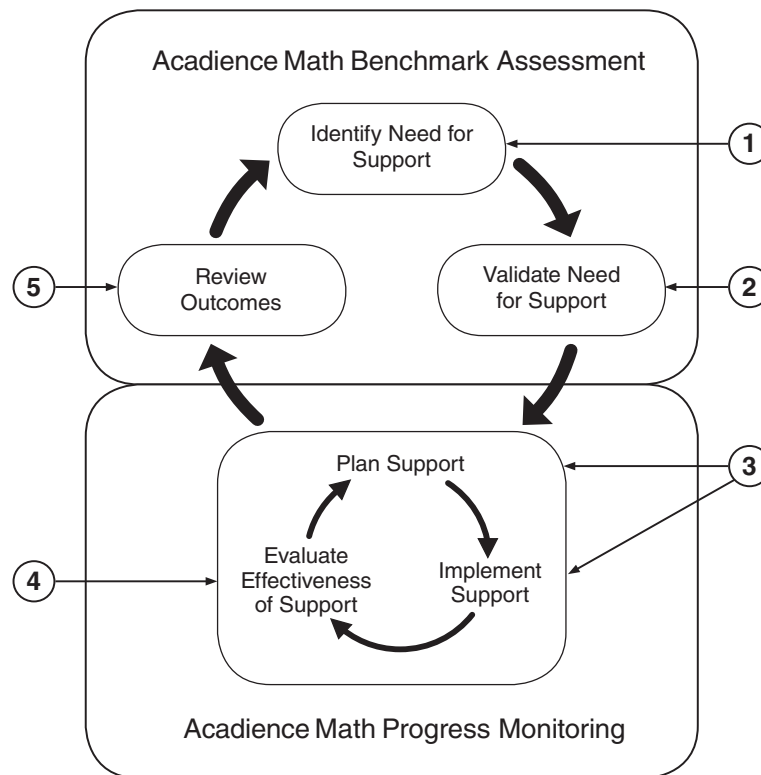 Acadience Math Benchmark Assessment
Identify Need for
Support
1
Review
Outcomes
Validate Need
for Support
5
2
Plan Support
3
Evaluate
Effectiveness
of Support
Implement
Support
4
Acadience Math Progress Monitoring